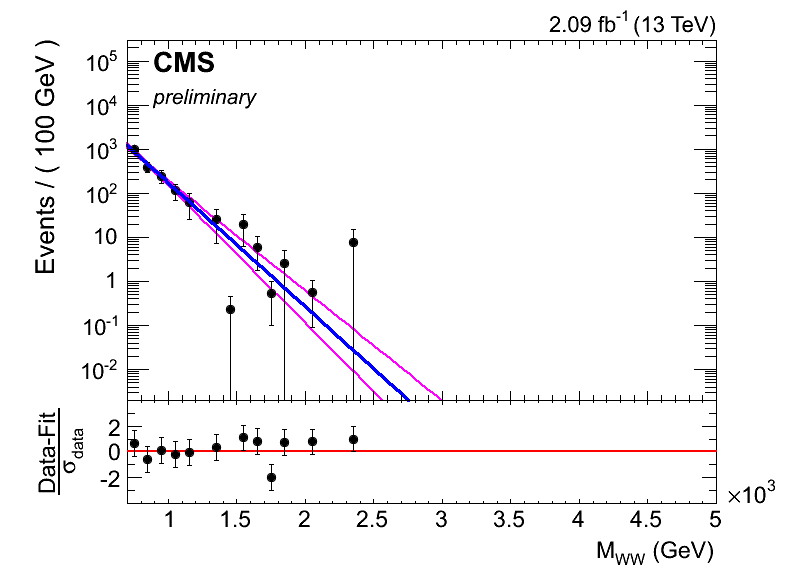 2.09 fb⁻¹ (13 TeV)
CMS
preliminary
Events / ( 100 GeV )
10⁵
10⁴
10³
10²
10
1
10⁻¹
10⁻²
Data-Fit
σ_data
2
0
-2
1 1.5 2 2.5 3 3.5 4 4.5 5
×10³
M_WW (GeV)